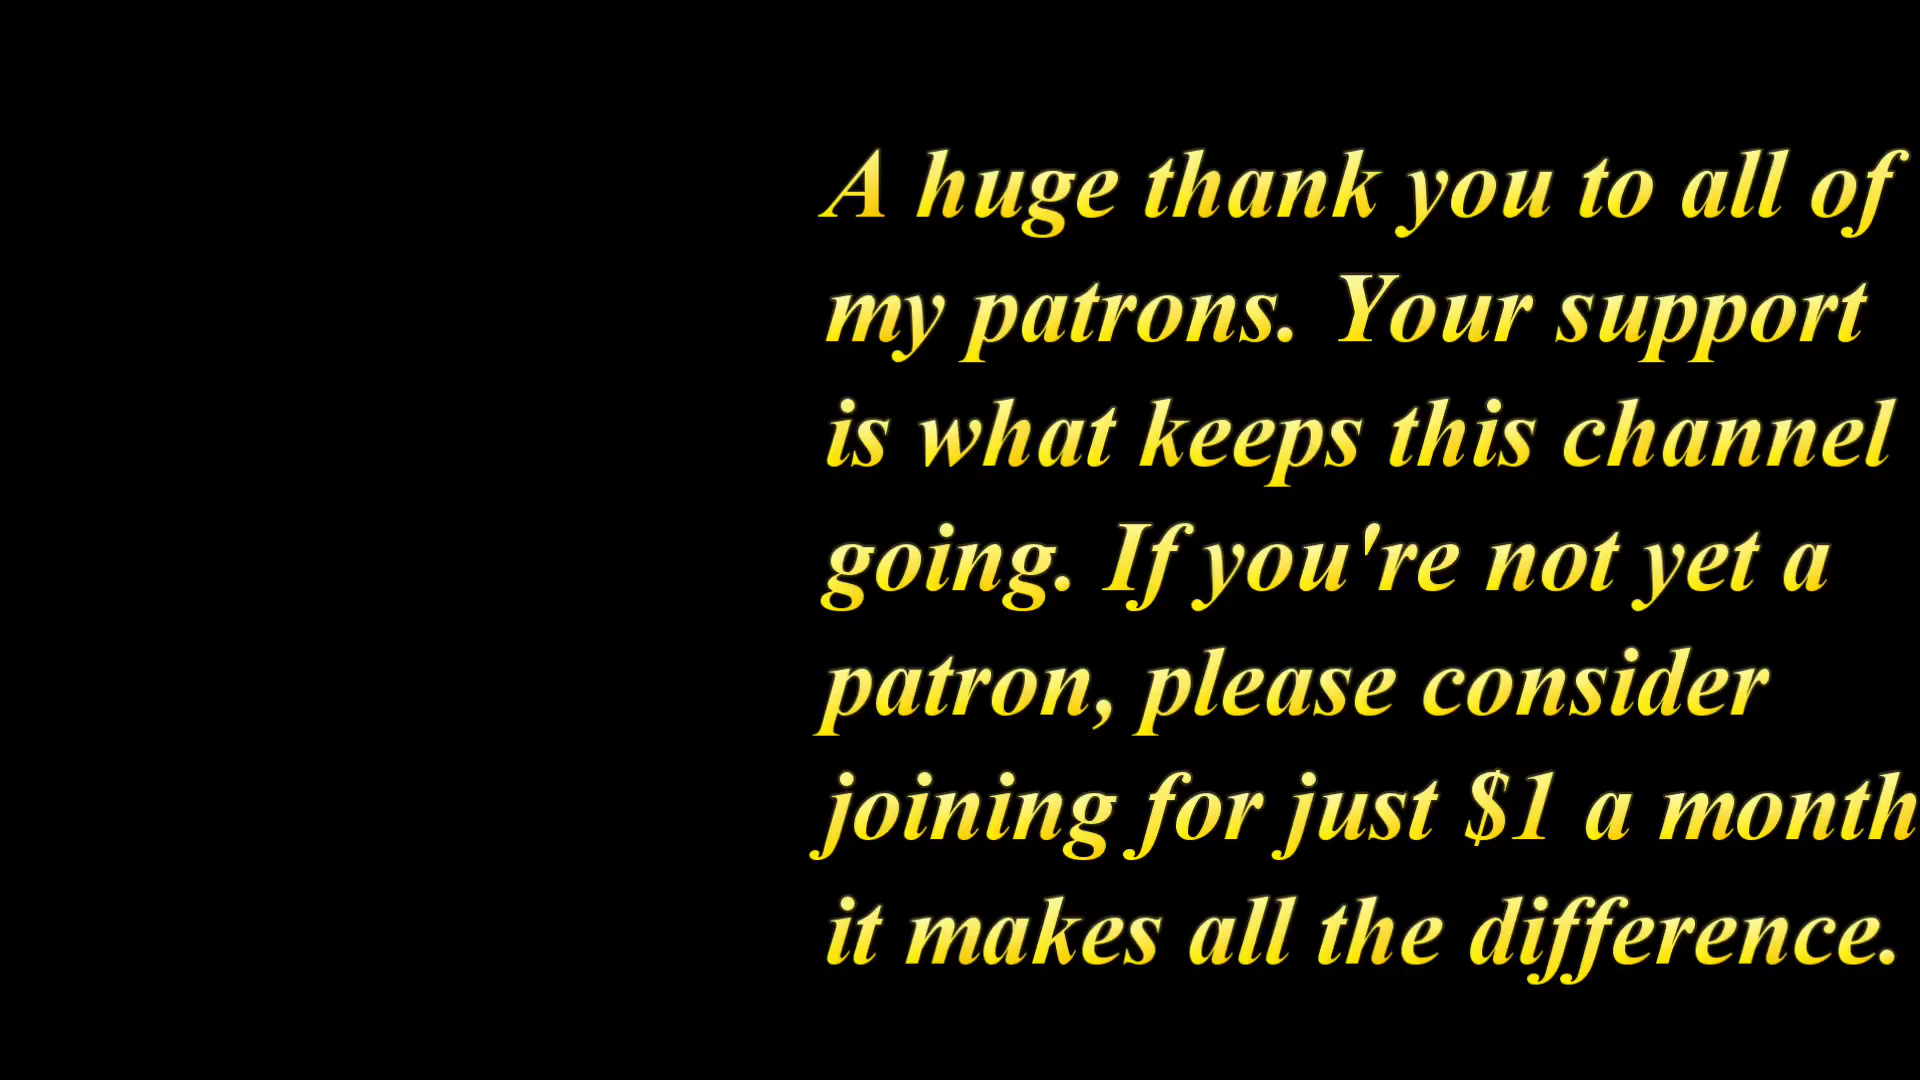 A huge thank you to all of
my patrons. Your support
is what keeps this channel
going. If you're not yet a
patron, please consider
joining for just $1 a month
it makes all the difference.